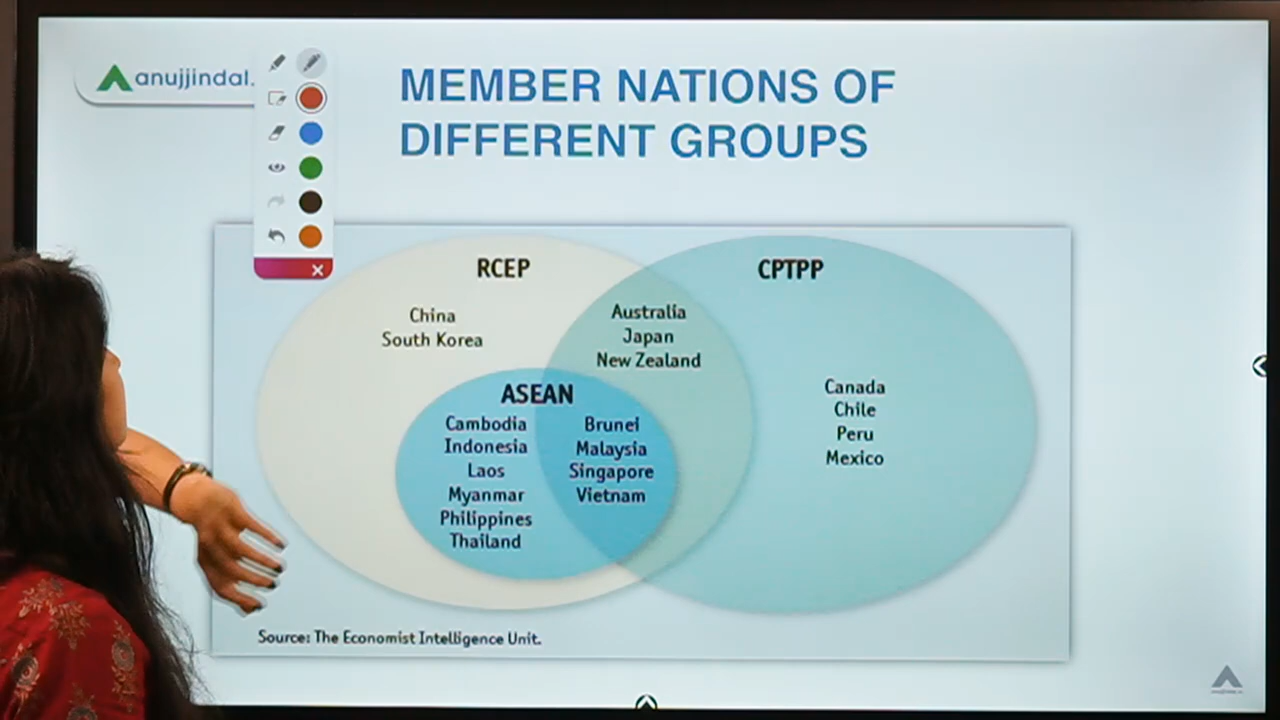 anujjindal.
MEMBER NATIONS OF
DIFFERENT GROUPS
RCEP
China
South Korea
CPTPP
Australia
Japan
New Zealand
ASEAN
Cambodia
Indonesia
Laos
Myanmar
Philippines
Thailand
Brunei
Malaysia
Singapore
Vietnam
Canada
Chile
Peru
Mexico
Source: The Economist Intelligence Unit.